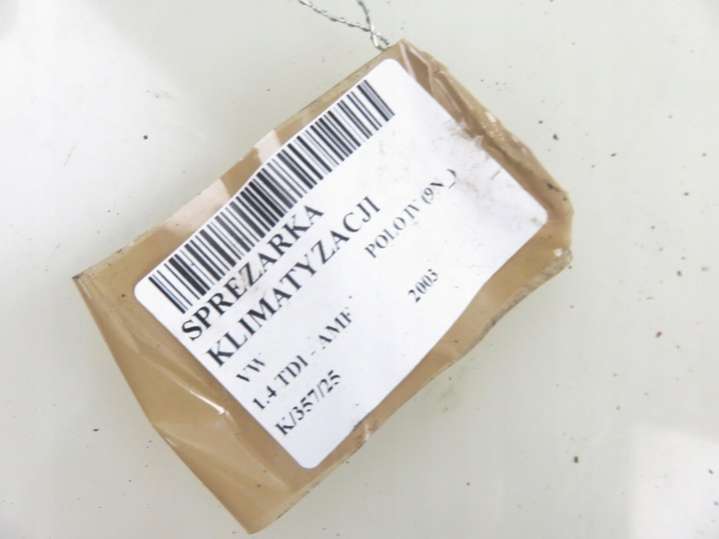 SPREZARKA
KLIMATYZACJI
VW POLO IV (9N_)
1.4 TDI - AMF 2003
K/357/25